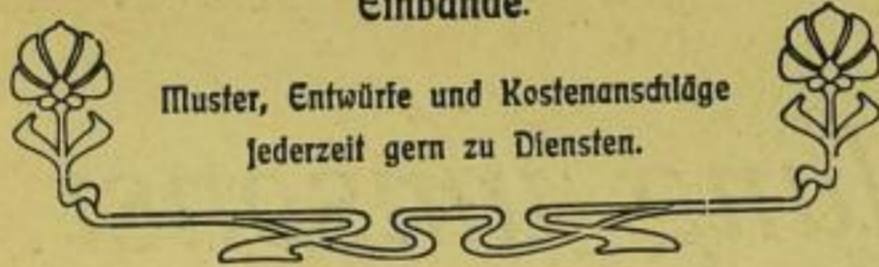 Einbände.
Muster, Entwürfe und Kostenanschläge
jederzeit gern zu Diensten.